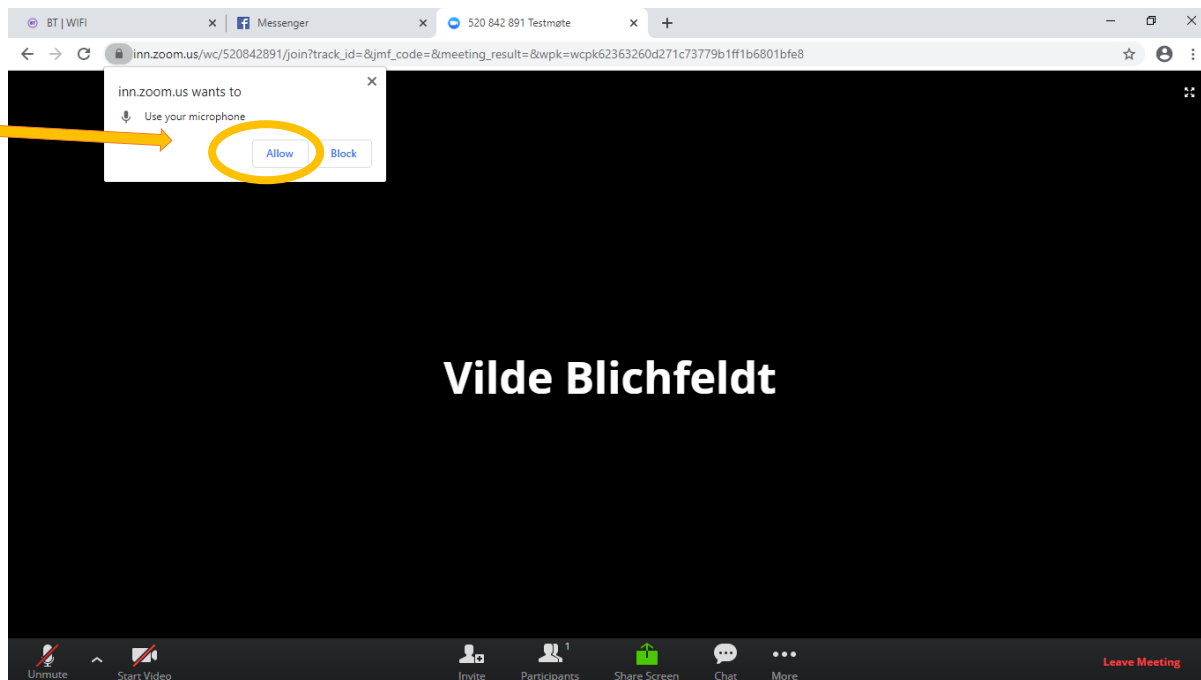 BT | WIFI
Messenger
520 842 891 Testmøte
inn.zoom.us/wc/520842891/join?track_id=&jmf_code=&meeting_result=&wpk=wcpk62363260d271c73779b1ff1b6801bfe8
inn.zoom.us wants to
Use your microphone
Allow Block
Vilde Blichfeldt
1
Unmute Start Video Invite Participants Share Screen Chat More Leave Meeting